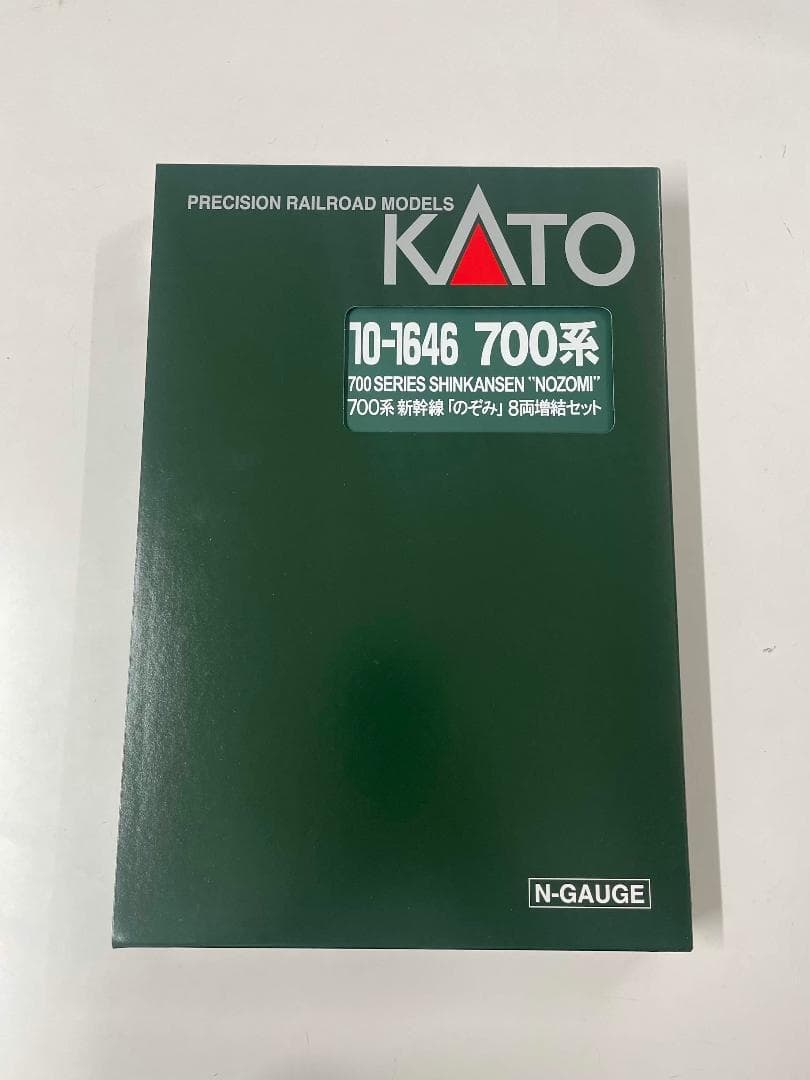 PRECISION RAILROAD MODELS
KATO
10-1646 700系
700 SERIES SHINKANSEN "NOZOMI"
700系 新幹線「のぞみ」8両増結セット
N-GAUGE